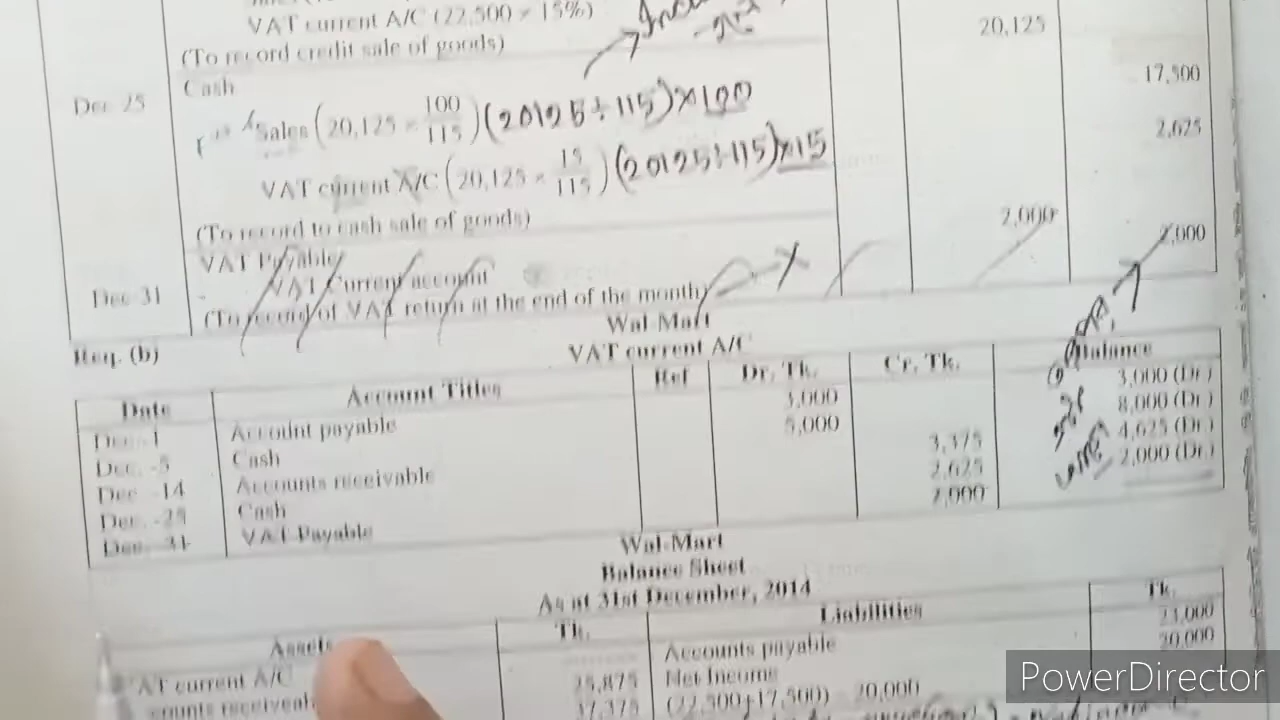 VAT current A/C (22,500 × 15%)
(To record credit sale of goods)
20,125
Dec 25
Cash
17,500
Sales (20,125 × 100/115) (20125÷115)×100
2,625
VAT current A/C (20,125 × 15/115) (20125÷115)×15
(To record to cash sale of goods)
VAT Payable
2,000
VAT Current account
2,000
Dec 31
(To record of VAT return at the end of the month)
Wal-Mart
Req. (b)
VAT current A/C
Date Account Titles Ref Dr. Tk. Cr. Tk. Balance
Dec. -1 Account payable 3,000 3,000 (Dr)
Dec. -5 Cash 5,000 8,000 (Dr.)
Dec -14 Accounts receivable 3,375 4,625 (Dr.)
Dec. -25 Cash 2,625 2,000 (Dr.)
Dec. 31 VAT Payable 2,000
Wal-Mart
Balance Sheet
As at 31st December, 2014
Assets Tk. Liabilities Tk.
Accounts payable 23,000
VAT current A/C 25,875 Net Income 20,000
counts receivable 37,375 (22,500+17,500) 20,000
PowerDirector